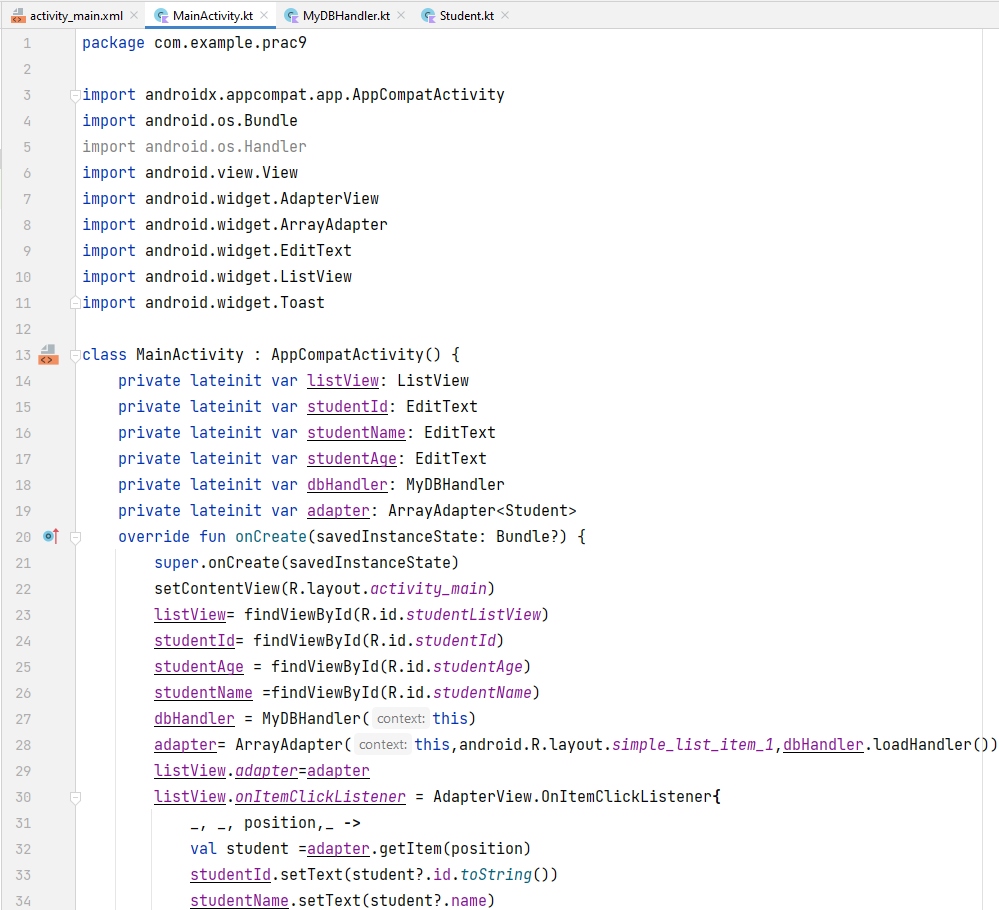 activity_main.xml MainActivity.kt MyDBHandler.kt Student.kt
1 package com.example.prac9
2
3 import androidx.appcompat.app.AppCompatActivity
4 import android.os.Bundle
5 import android.os.Handler
6 import android.view.View
7 import android.widget.AdapterView
8 import android.widget.ArrayAdapter
9 import android.widget.EditText
10 import android.widget.ListView
11 import android.widget.Toast
12
13 class MainActivity : AppCompatActivity() {
14 private lateinit var listView: ListView
15 private lateinit var studentId: EditText
16 private lateinit var studentName: EditText
17 private lateinit var studentAge: EditText
18 private lateinit var dbHandler: MyDBHandler
19 private lateinit var adapter: ArrayAdapter<Student>
20 override fun onCreate(savedInstanceState: Bundle?) {
21 super.onCreate(savedInstanceState)
22 setContentView(R.layout.activity_main)
23 listView= findViewById(R.id.studentListView)
24 studentId= findViewById(R.id.studentId)
25 studentAge = findViewById(R.id.studentAge)
26 studentName =findViewById(R.id.studentName)
27 dbHandler = MyDBHandler( context: this)
28 adapter= ArrayAdapter( context: this,android.R.layout.simple_list_item_1,dbHandler.loadHandler())
29 listView.adapter=adapter
30 listView.onItemClickListener = AdapterView.OnItemClickListener{
31 _, _, position,_ ->
32 val student =adapter.getItem(position)
33 studentId.setText(student?.id.toString())
34 studentName.setText(student?.name)